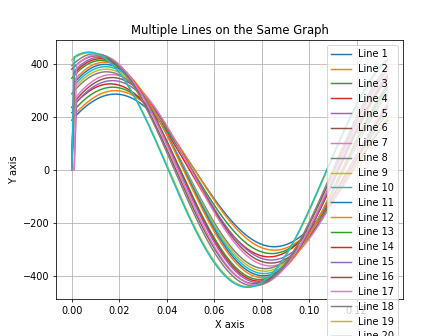 Multiple Lines on the Same Graph
Y axis
400
200
0
−200
−400
0.00
0.02
0.04
0.06
0.08
0.10
X axis
Line 1
Line 2
Line 3
Line 4
Line 5
Line 6
Line 7
Line 8
Line 9
Line 10
Line 11
Line 12
Line 13
Line 14
Line 15
Line 16
Line 17
Line 18
Line 19
Line 20